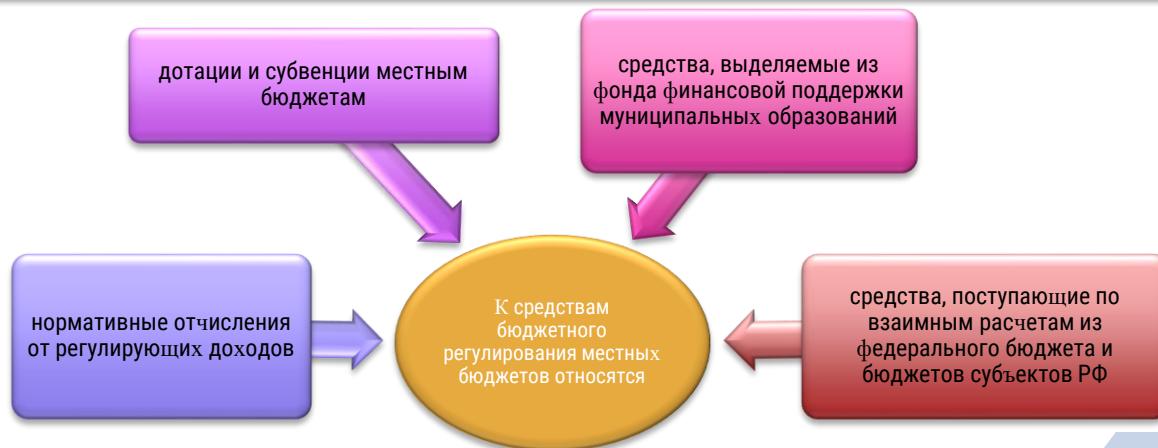 дотации и субвенции местным
бюджетам
средства, выделяемые из
фонда финансовой поддержки
муниципальных образований
нормативные отчисления
от регулирующих доходов
К средствам
бюджетного
регулирования местных
бюджетов относятся
средства, поступающие по
взаимным расчетам из
федерального бюджета и
бюджетов субъектов РФ